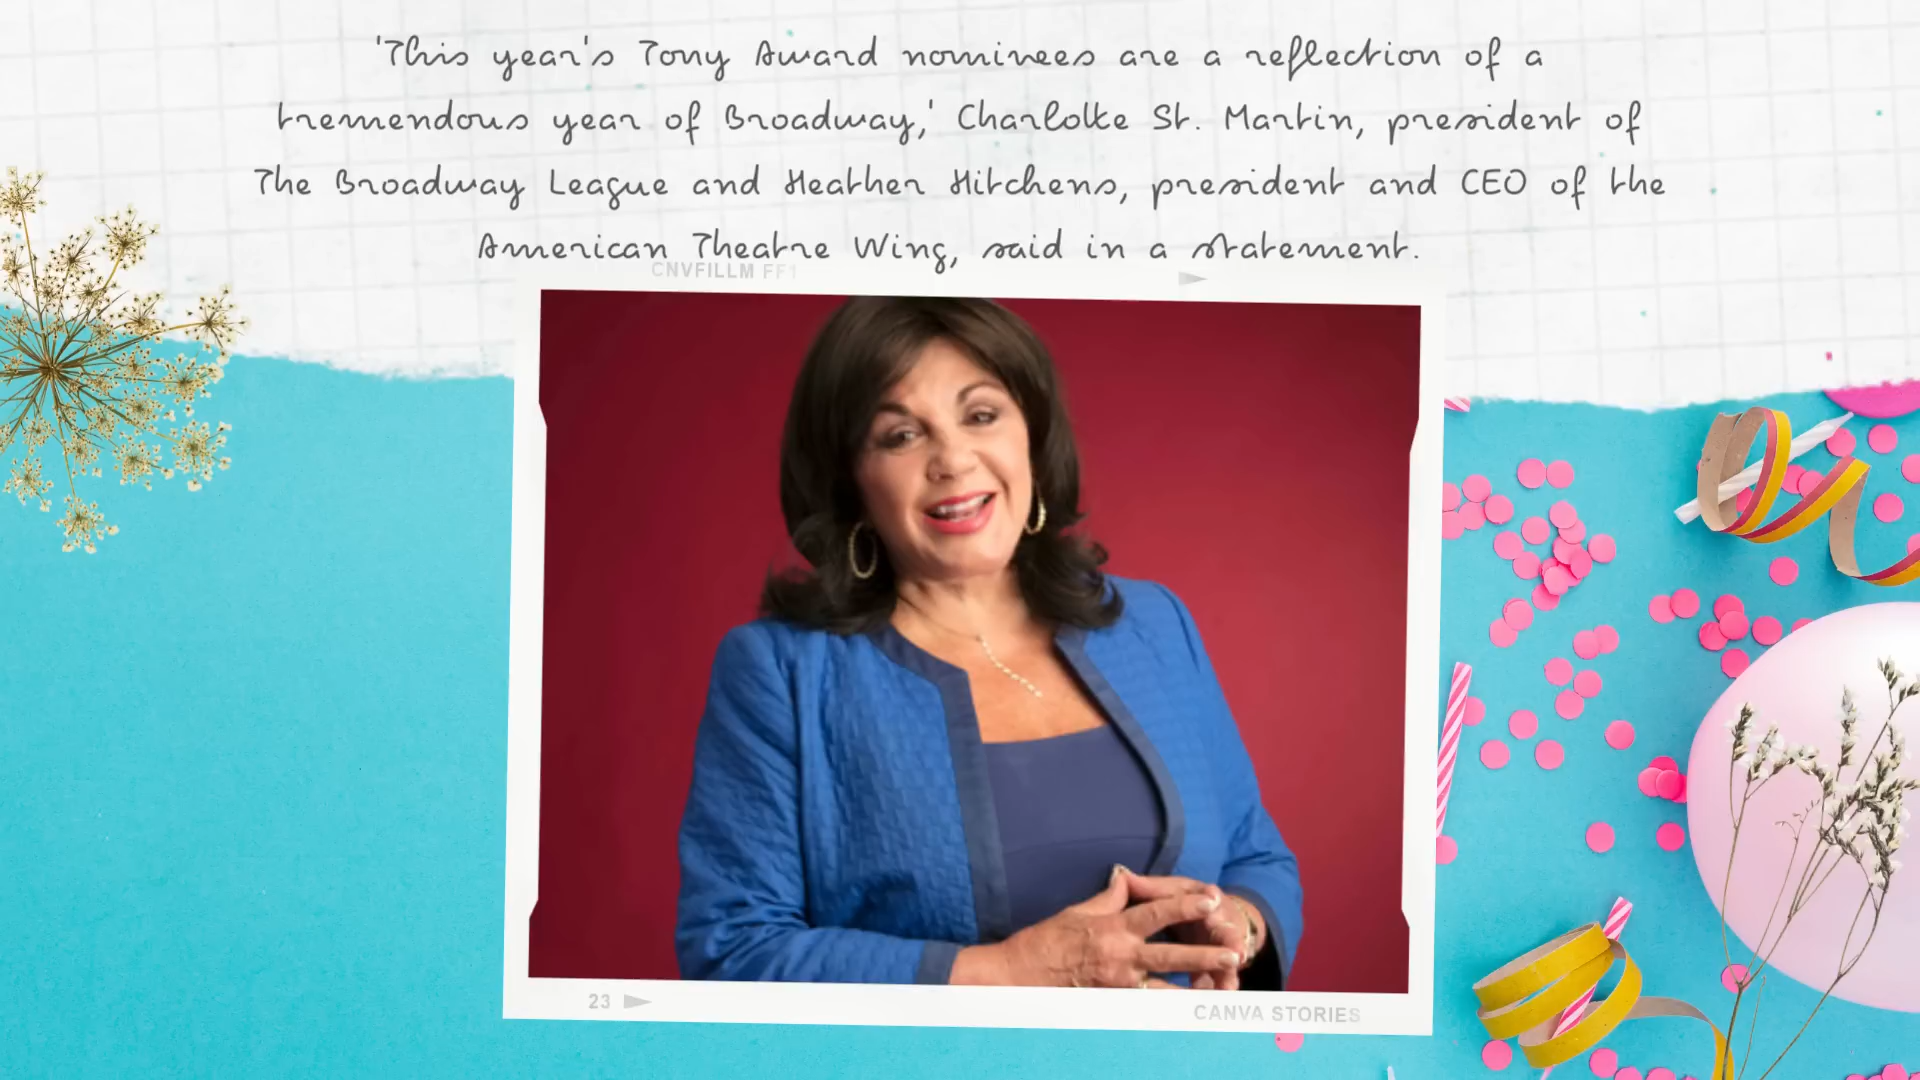 'This year's Tony Award nominees are a reflection of a
tremendous year of Broadway,' Charlotte St. Martin, president of
The Broadway League and Heather Hitchens, president and CEO of the
American Theatre Wing, said in a statement.
CNVFILLM FF1
23
CANVA STORIES